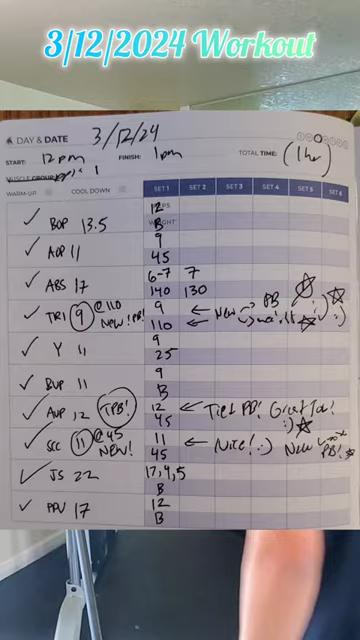 3/12/2024 Workout
DAY & DATE 3/12/24
START: 12pm FINISH: 1pm TOTAL TIME: (1hr)
MUSCLE GROUP(S): 1
WARM-UP COOL DOWN SET 1 SET 2 SET 3 SET 4 SET 5 SET 6
REPS 12
✓ BOP 13.5 WEIGHT B
9
✓ AOP 11 45
6-7 7
✓ ABS 17 140 130
✓ TRI 9 @110 9 ← New PB
NEW! PB! 110 ←
9
✓ Y 11 25
9
✓ BUP 11 B
✓ AUP 12 TPB! 12 ← Tied PB! Great Job!
45 :)
✓ SCC 11 @45 11 ← Nice! :) New
NEW! 45 PB!
✓ JS 22 17,4,5
B
✓ PPU 17 12
B